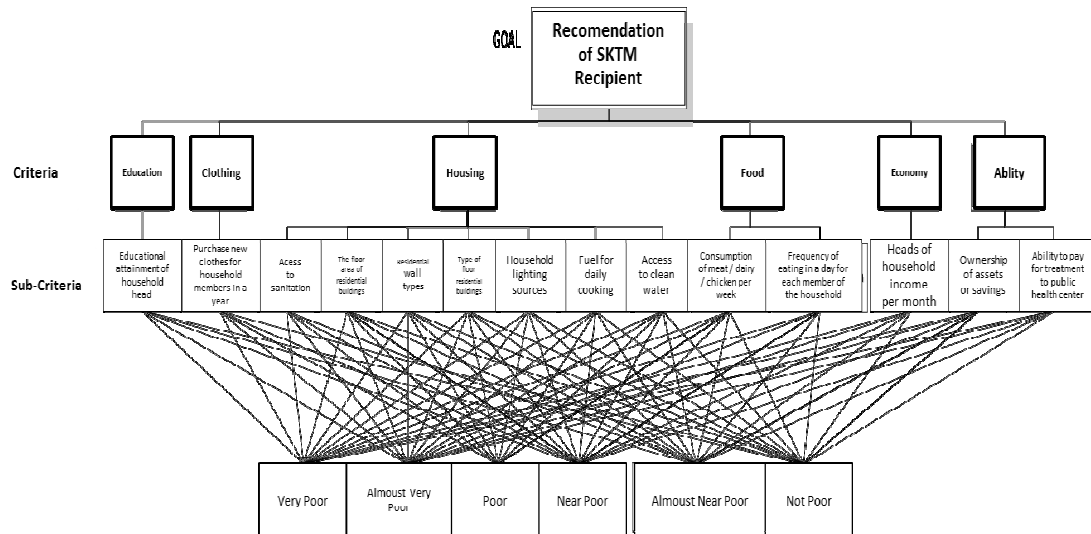 GOAL
Recomendation
of SKTM
Recipient
Criteria
Education
Clothing
Housing
Food
Economy
Ablity
Sub-Criteria
Educational
attainment of
household
head
Purchase new
clothes for
household
members in a
year
Acess
to
sanitation
The floor
area of
residential
buildings
Residential
wall
types
Type of
floor
residential
buildings
Household
lighting
sources
Fuel for
daily
cooking
Access
to clean
water
Consumption
of meat / dairy
/ chicken per
week
Frequency of
eating in a day for
each member of
the household
Heads of
household
income
per month
Ownership
of assets
or savings
Ability to pay
for treatment
to public
health center
Very Poor
Almoust Very
Poor
Poor
Near Poor
Almoust Near Poor
Not Poor